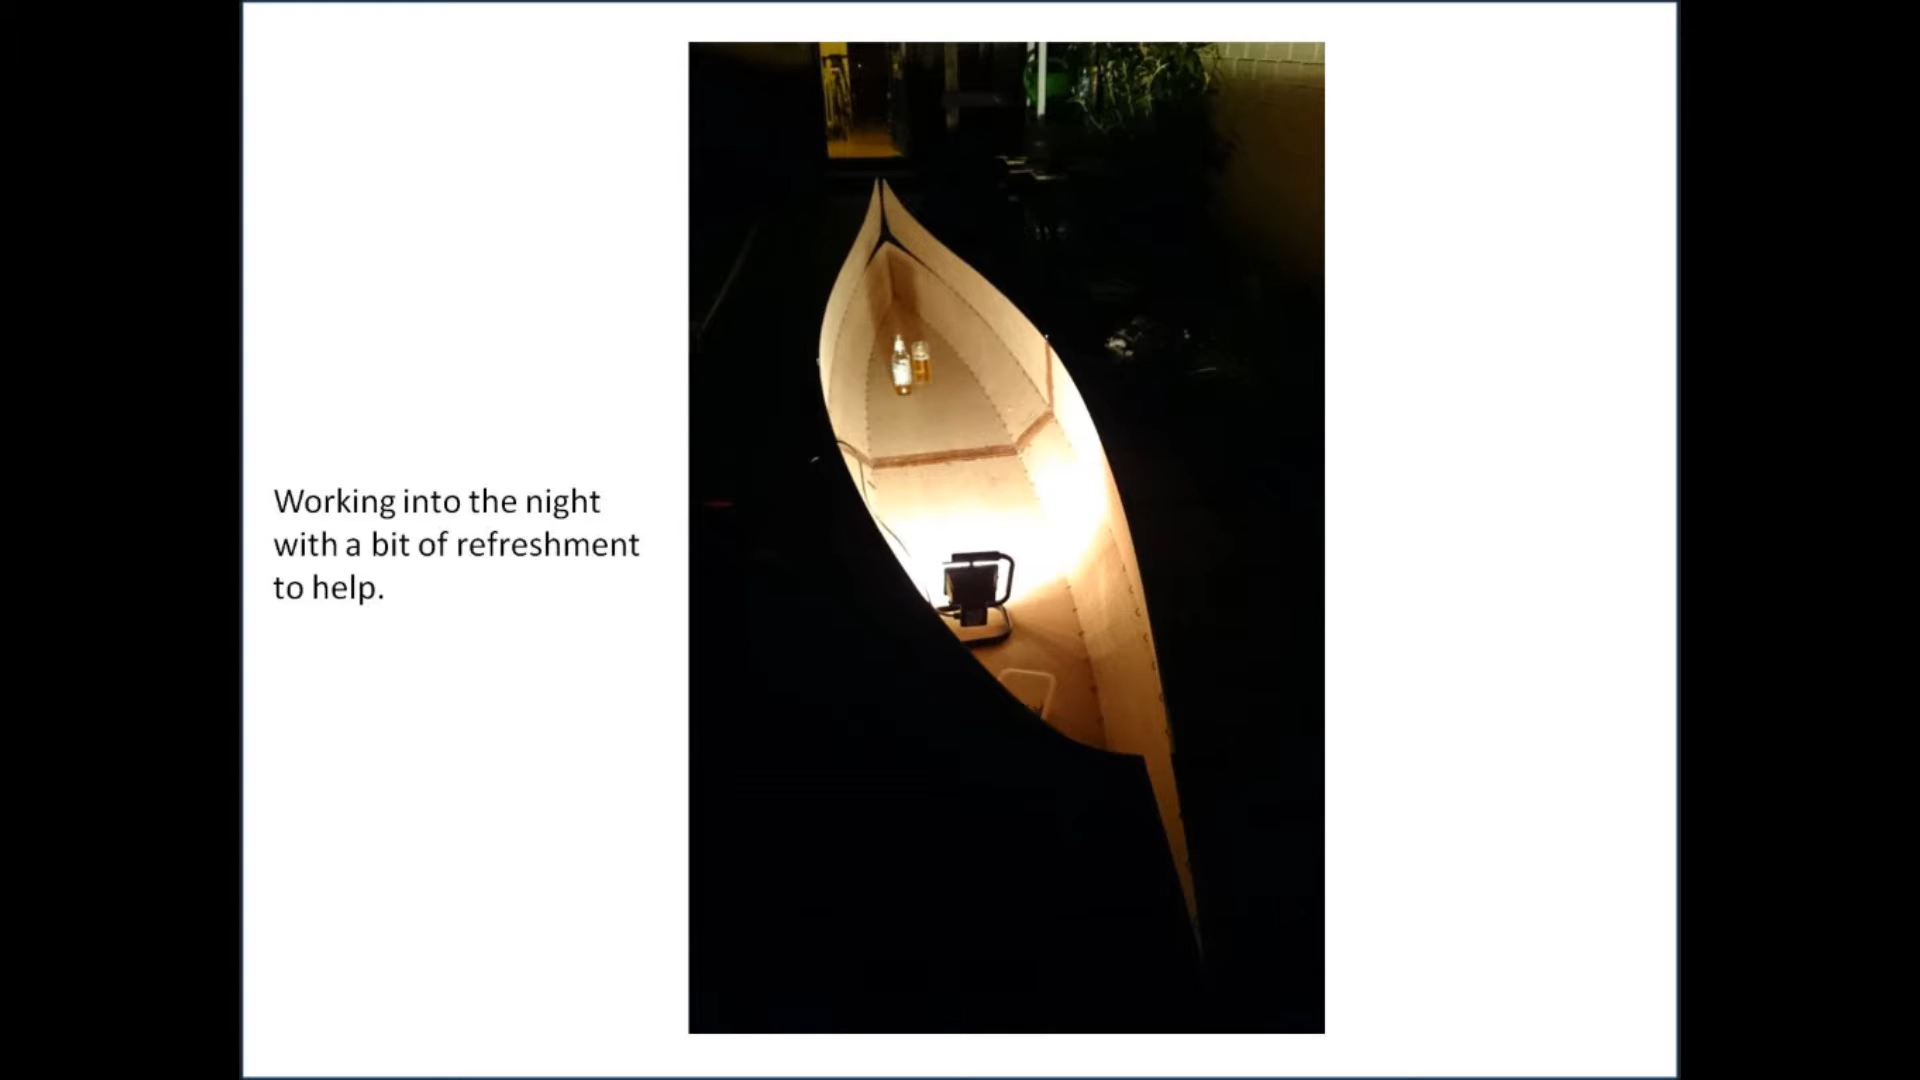 Working into the night
with a bit of refreshment
to help.